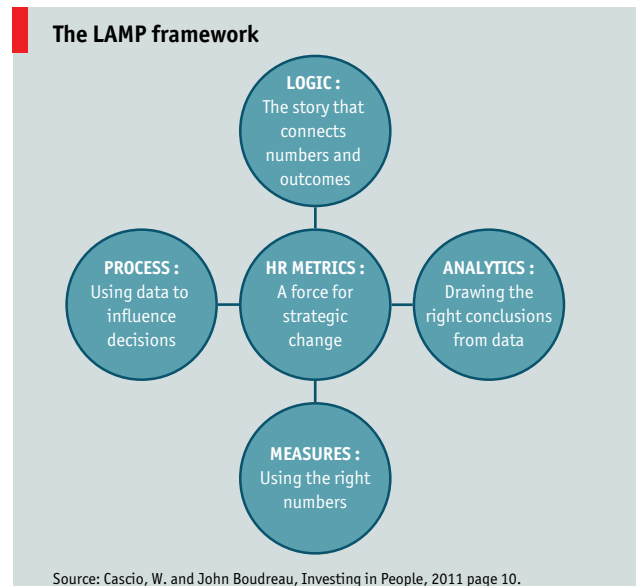 The LAMP framework
LOGIC :
The story that
connects
numbers and
outcomes
PROCESS :
Using data to
influence
decisions
HR METRICS :
A force for
strategic
change
ANALYTICS :
Drawing the
right conclusions
from data
MEASURES :
Using the right
numbers
Source: Cascio, W. and John Boudreau, Investing in People, 2011 page 10.